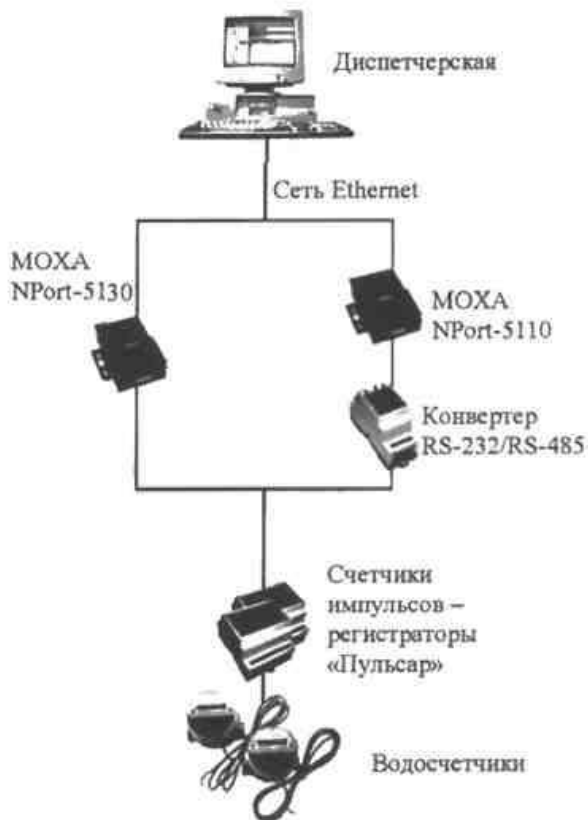 Диспетчерская
Сеть Ethernet
MOXA
NPort-5130
MOXA
NPort-5110
Конвертер
RS-232/RS-485
Счетчики
импульсов –
регистраторы
«Пульсар»
Водосчетчики